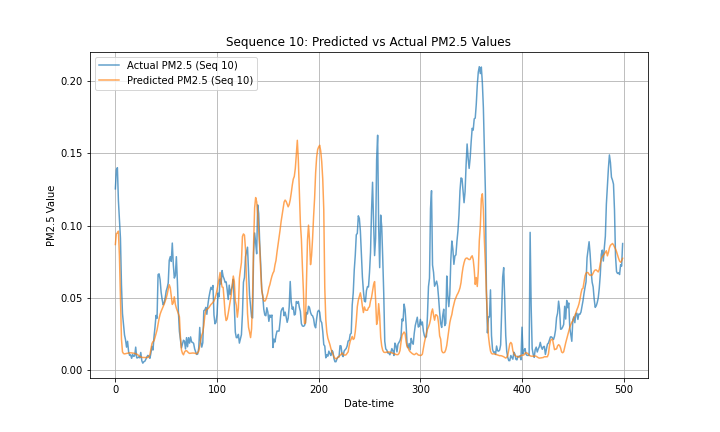 Sequence 10: Predicted vs Actual PM2.5 Values
Actual PM2.5 (Seq 10)
Predicted PM2.5 (Seq 10)
PM2.5 Value
0.20
0.15
0.10
0.05
0.00
0 100 200 300 400 500
Date-time